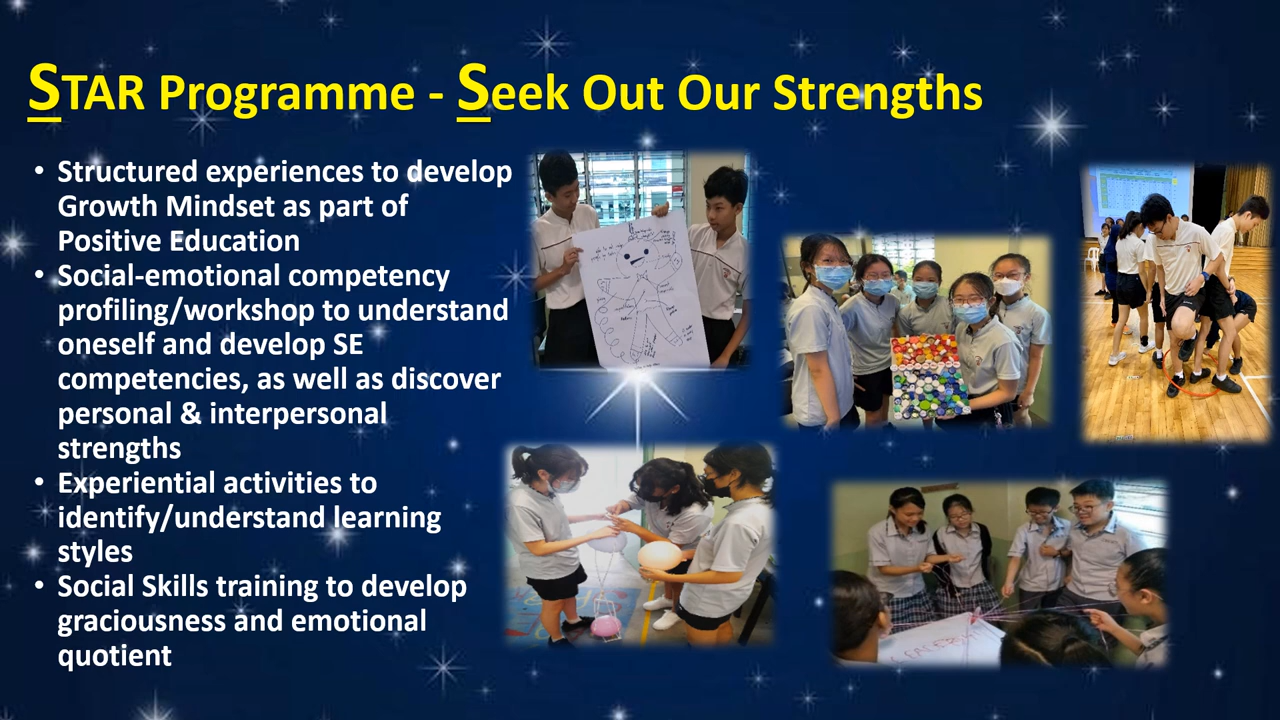 STAR Programme - Seek Out Our Strengths
• Structured experiences to develop
Growth Mindset as part of
Positive Education
• Social-emotional competency
profiling/workshop to understand
oneself and develop SE
competencies, as well as discover
personal & interpersonal
strengths
• Experiential activities to
identify/understand learning
styles
• Social Skills training to develop
graciousness and emotional
quotient